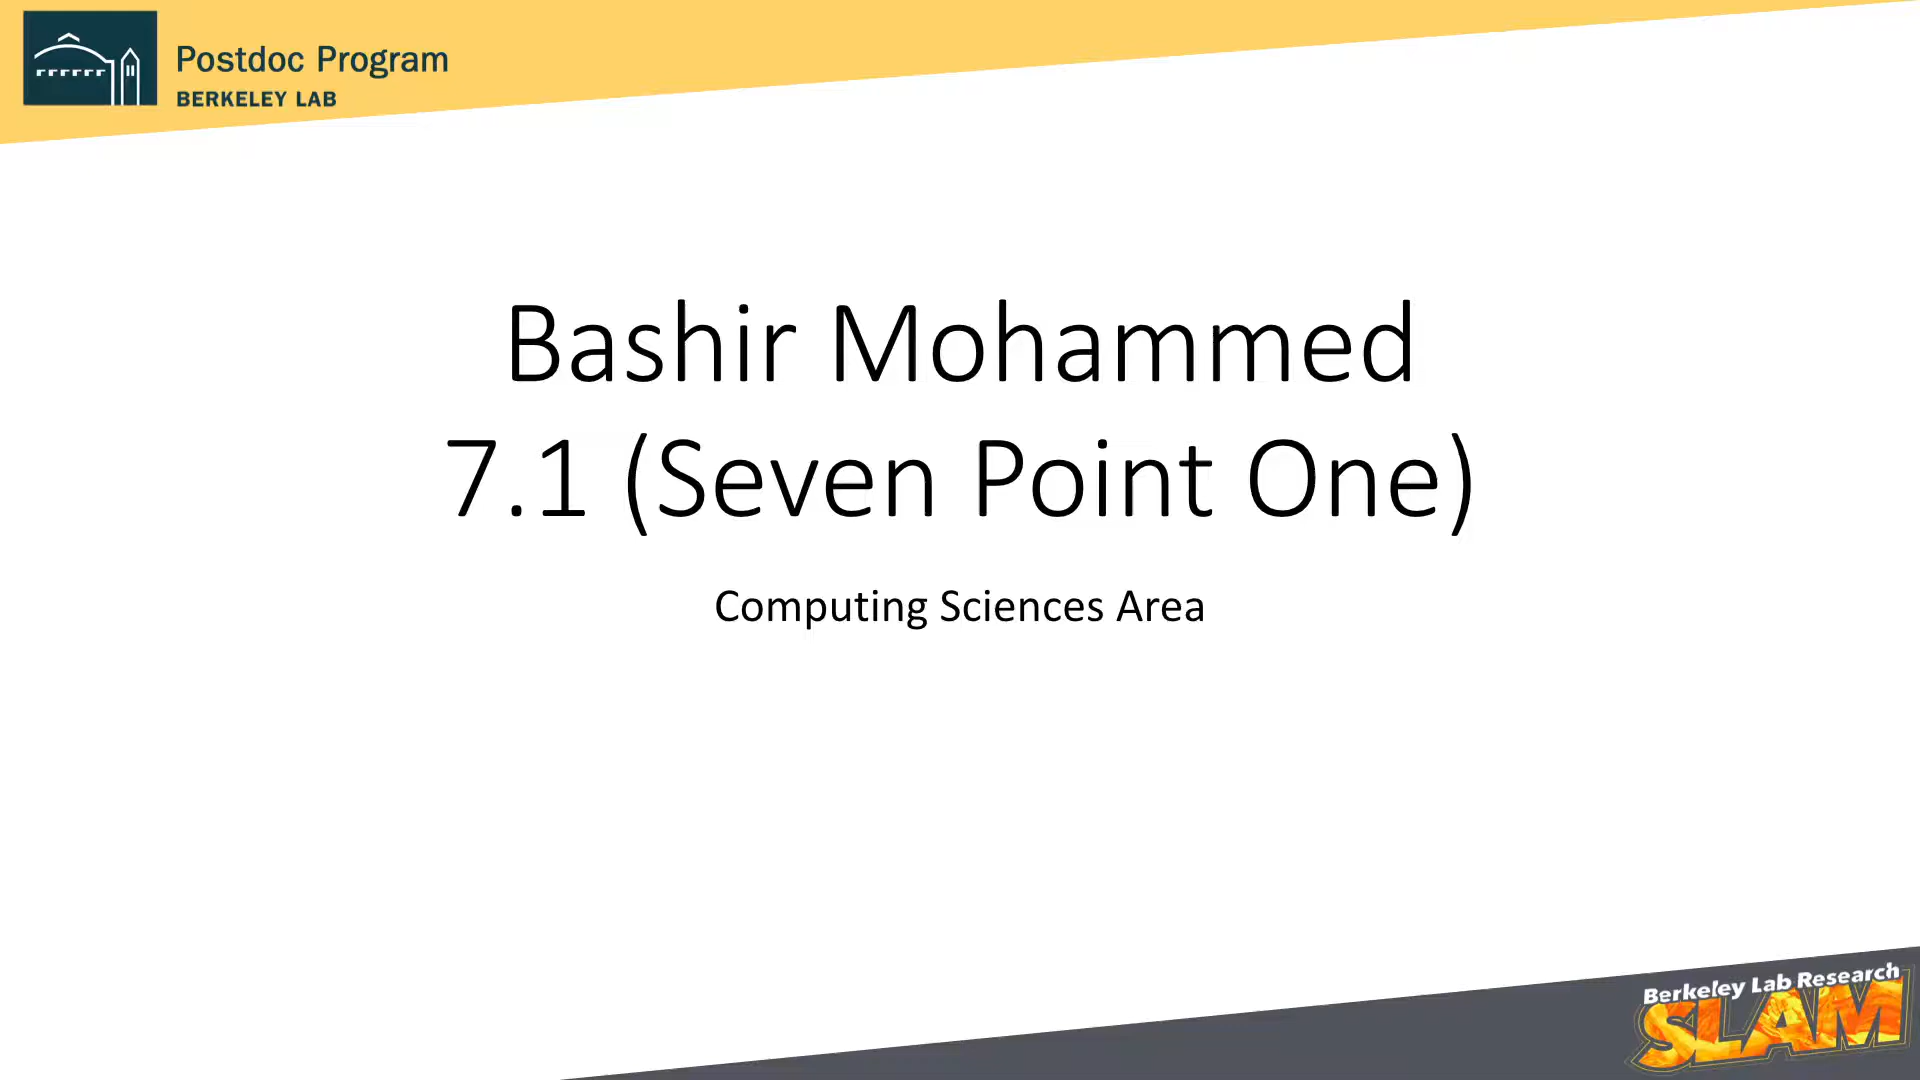 Postdoc Program
BERKELEY LAB
Bashir Mohammed
7.1 (Seven Point One)
Computing Sciences Area
Berkeley Lab Research
SLAM